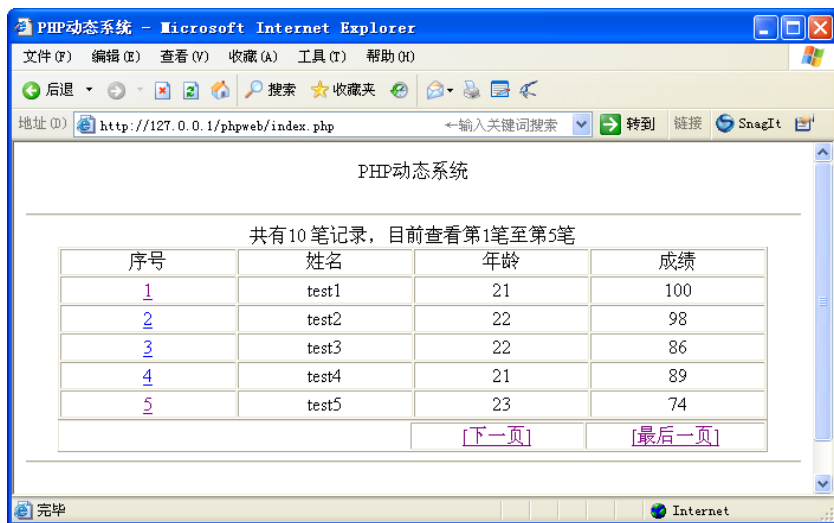 PHP动态系统 - Microsoft Internet Explorer
文件(F) 编辑(E) 查看(V) 收藏(A) 工具(T) 帮助(H)
后退 搜索 收藏夹
地址(D) http://127.0.0.1/phpweb/index.php ←输入关键词搜索 转到 链接 SnagIt
PHP动态系统
共有10 笔记录，目前查看第1笔至第5笔
序号 姓名 年龄 成绩
1 test1 21 100
2 test2 22 98
3 test3 22 86
4 test4 21 89
5 test5 23 74
[下一页] [最后一页]
完毕 Internet